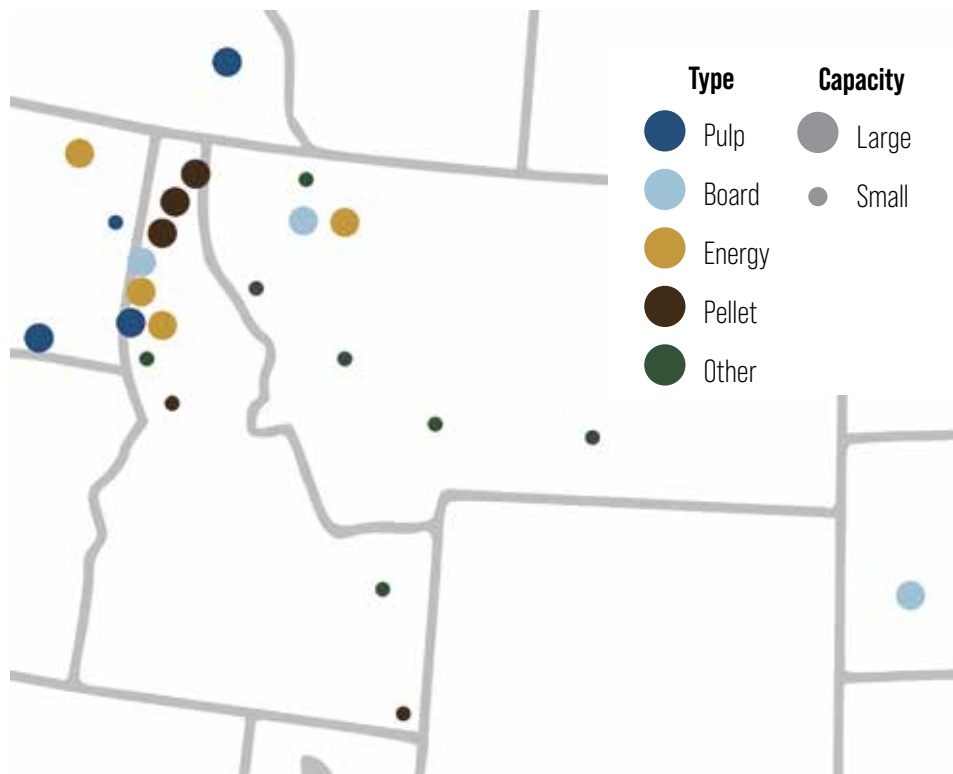 Type
Capacity
Pulp
Large
Board
Small
Energy
Pellet
Other